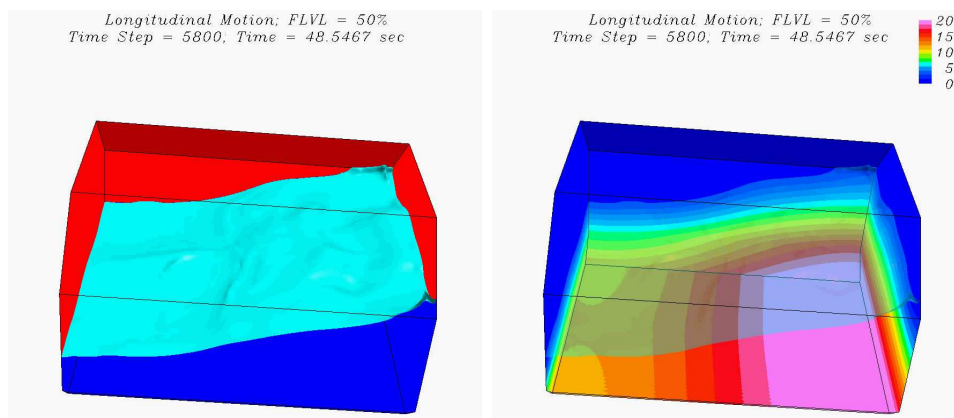 Longitudinal Motion; FLVL = 50%
Time Step = 5800, Time = 48.5467 sec
Longitudinal Motion; FLVL = 50%
Time Step = 5800, Time = 48.5467 sec
20
15
10
5
0